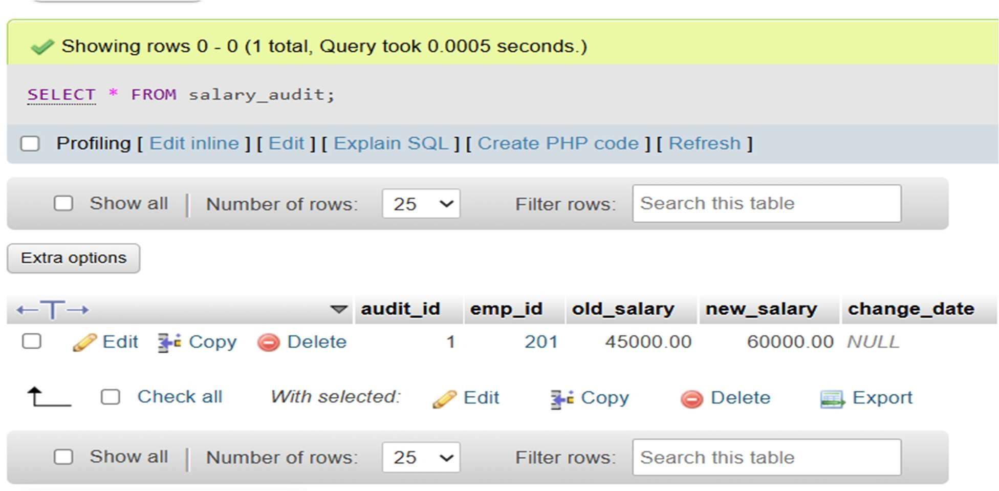 Showing rows 0 - 0 (1 total, Query took 0.0005 seconds.)
SELECT * FROM salary_audit;
Profiling [ Edit inline ] [ Edit ] [ Explain SQL ] [ Create PHP code ] [ Refresh ]
Show all | Number of rows: 25 Filter rows: Search this table
Extra options
←T→ audit_id emp_id old_salary new_salary change_date
Edit Copy Delete 1 201 45000.00 60000.00 NULL
Check all With selected: Edit Copy Delete Export
Show all | Number of rows: 25 Filter rows: Search this table